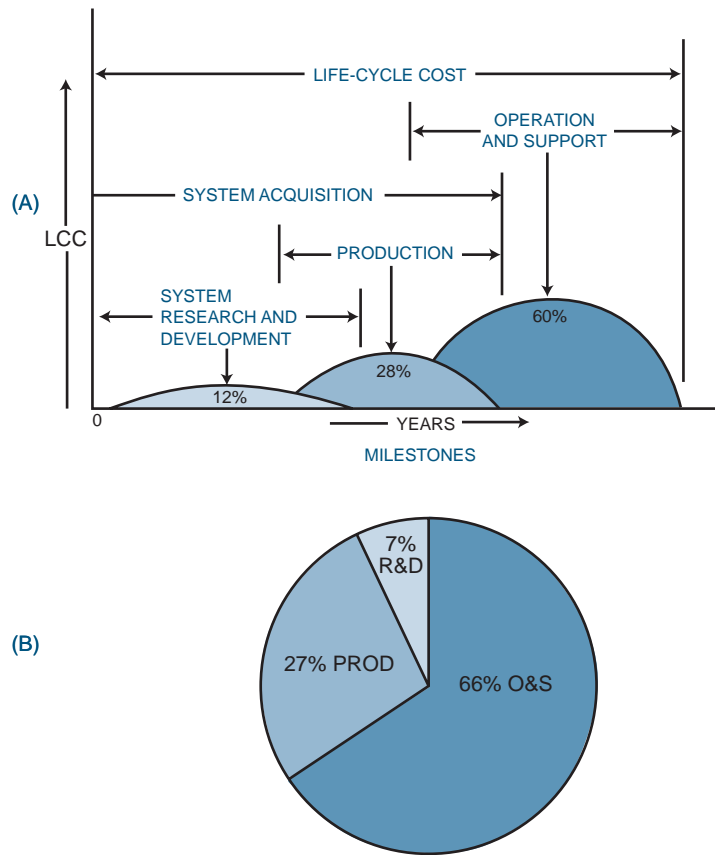 LIFE-CYCLE COST
OPERATION
AND SUPPORT
(A)
SYSTEM ACQUISITION
LCC
PRODUCTION
SYSTEM
RESEARCH AND
DEVELOPMENT
60%
28%
12%
0
YEARS
MILESTONES
7%
R&D
(B)
27% PROD
66% O&S